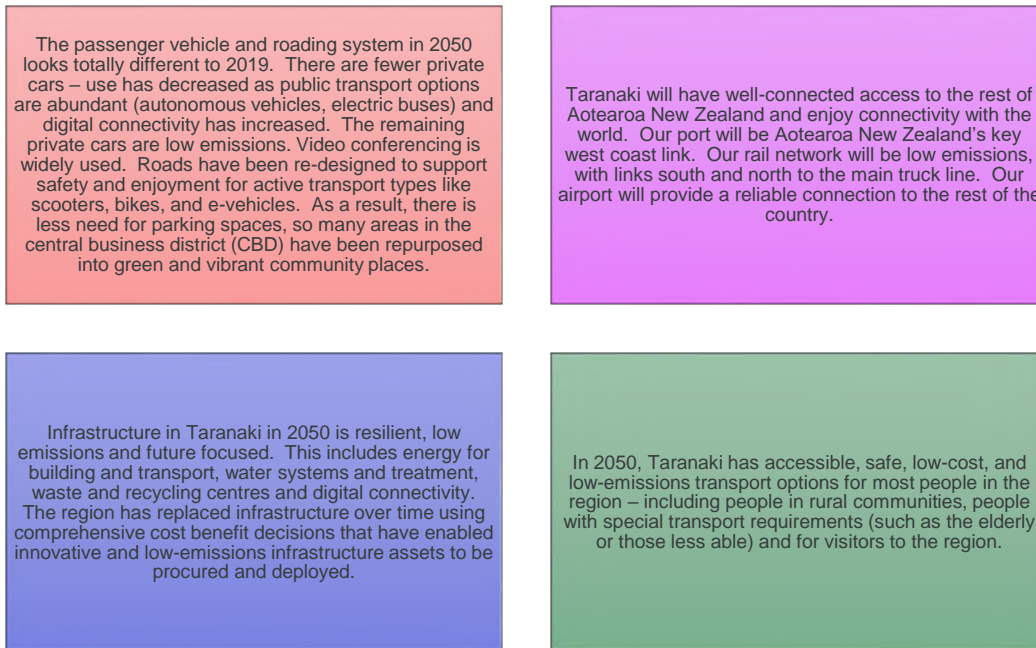 The passenger vehicle and roading system in 2050
looks totally different to 2019.  There are fewer private
cars – use has decreased as public transport options
are abundant (autonomous vehicles, electric buses) and
digital connectivity has increased.  The remaining
private cars are low emissions. Video conferencing is
widely used.  Roads have been re-designed to support
safety and enjoyment for active transport types like
scooters, bikes, and e-vehicles.  As a result, there is
less need for parking spaces, so many areas in the
central business district (CBD) have been repurposed
into green and vibrant community places.
Taranaki will have well-connected access to the rest of
Aotearoa New Zealand and enjoy connectivity with the
world.  Our port will be Aotearoa New Zealand's key
west coast link.  Our rail network will be low emissions,
with links south and north to the main truck line.  Our
airport will provide a reliable connection to the rest of the
country.
Infrastructure in Taranaki in 2050 is resilient, low
emissions and future focused.  This includes energy for
building and transport, water systems and treatment,
waste and recycling centres and digital connectivity.
The region has replaced infrastructure over time using
comprehensive cost benefit decisions that have enabled
innovative and low-emissions infrastructure assets to be
procured and deployed.
In 2050, Taranaki has accessible, safe, low-cost, and
low-emissions transport options for most people in the
region – including people in rural communities, people
with special transport requirements (such as the elderly
or those less able) and for visitors to the region.